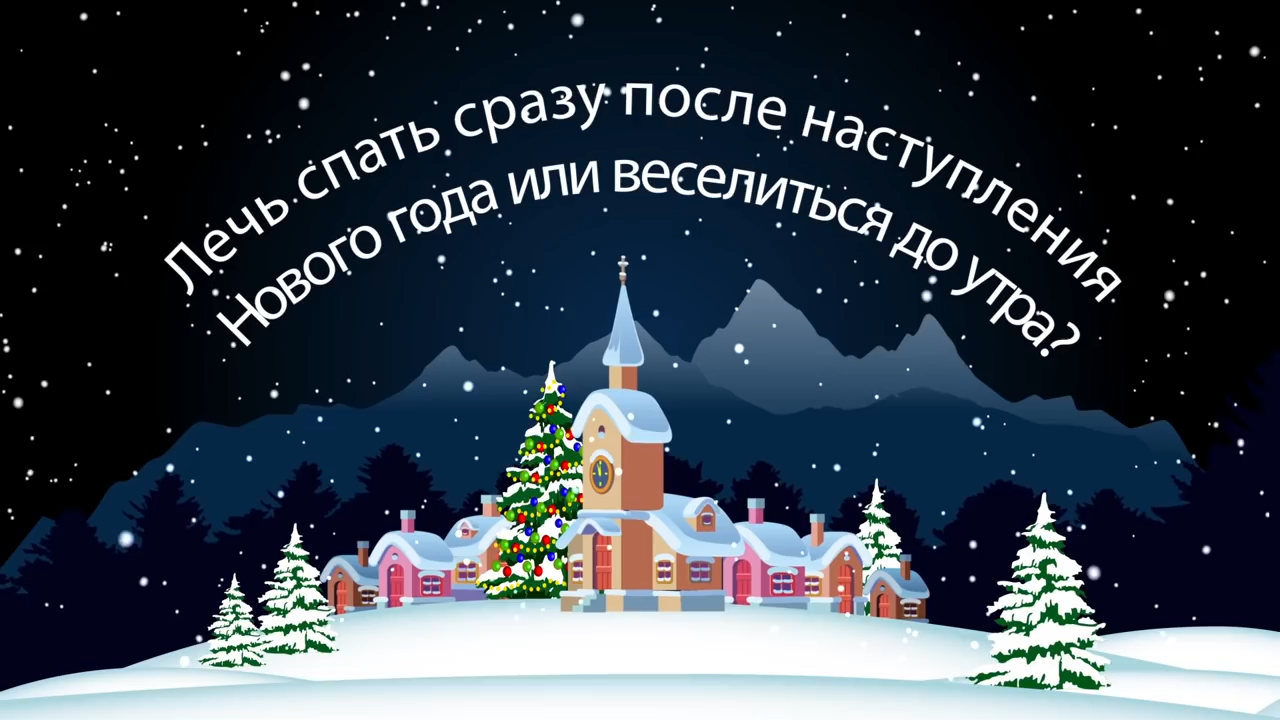 Лечь спать сразу после наступления
Нового года или веселиться до утра?